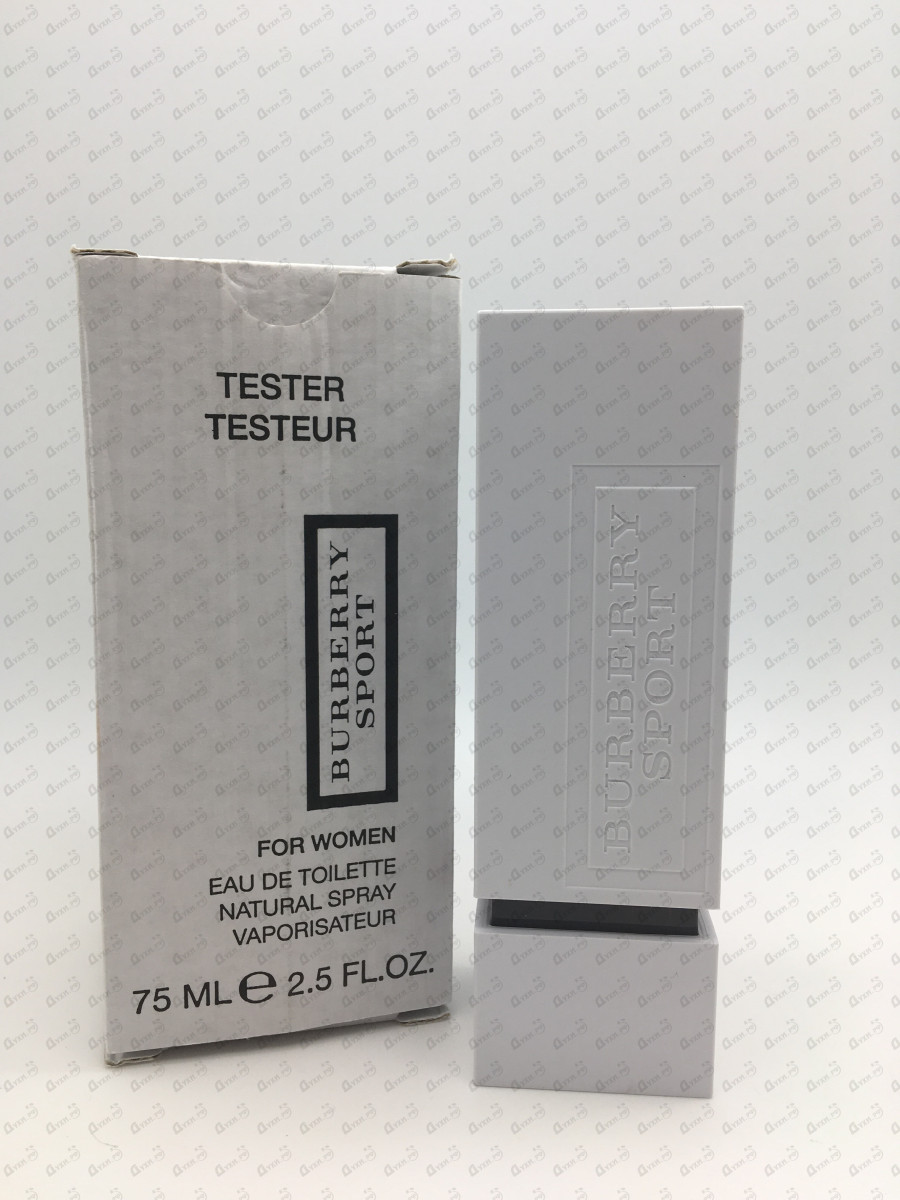 TESTER
TESTEUR
BURBERRY
SPORT
FOR WOMEN
EAU DE TOILETTE
NATURAL SPRAY
VAPORISATEUR
75 ML e 2.5 FL.OZ.
BURBERRY
SPORT